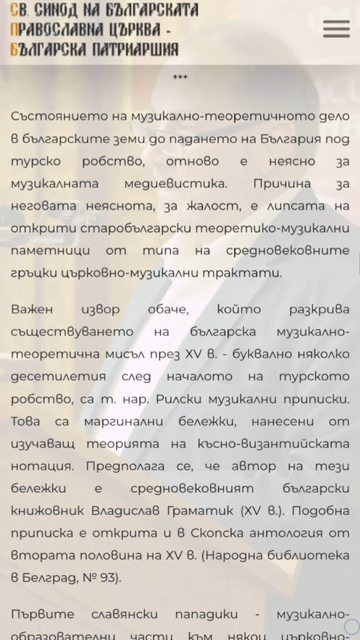 СВ. СИНОД НА БЪЛГАРСКАТА
ПРАВОСЛАВНА ЦЪРКВА -
БЪЛГАРСКА ПАТРИАРШИЯ
***
Състоянието на музикално-теоретичното дело
в българските земи до падането на България под
турско робство, отново е неясно за
музикалната медиевистика. Причина за
неговата неяснота, за жалост, е липсата на
открити старобългарски теоретико-музикални
паметници от типа на средновековните
гръцки църковно-музикални трактати.
Важен извор обаче, който разкрива
съществуването на българска музикално-
теоретична мисъл през XV в. - буквално няколко
десетилетия след началото на турското
робство, са т. нар. Рилски музикални приписки.
Това са маргинални бележки, нанесени от
изучаващ теорията на късно-византийската
нотация. Предполага се, че автор на тези
бележки е средновековният български
книжовник Владислав Граматик (XV в.). Подобна
приписка е открита и в Скопска антология от
втората половина на XV в. (Народна библиотека
в Белград, № 93).
Първите славянски пападики - музикално-
образователни части към някои църковно-